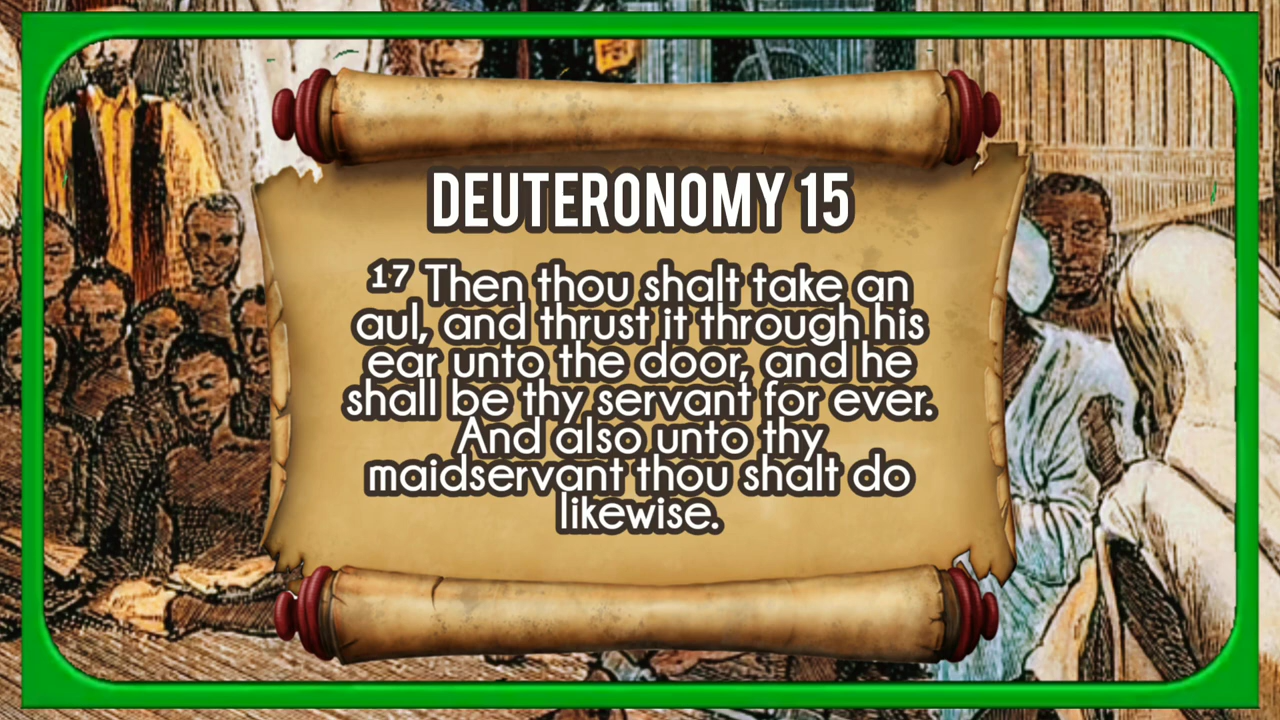 DEUTERONOMY 15
17 Then thou shalt take an
aul, and thrust it through his
ear unto the door, and he
shall be thy servant for ever.
And also unto thy
maidservant thou shalt do
likewise.